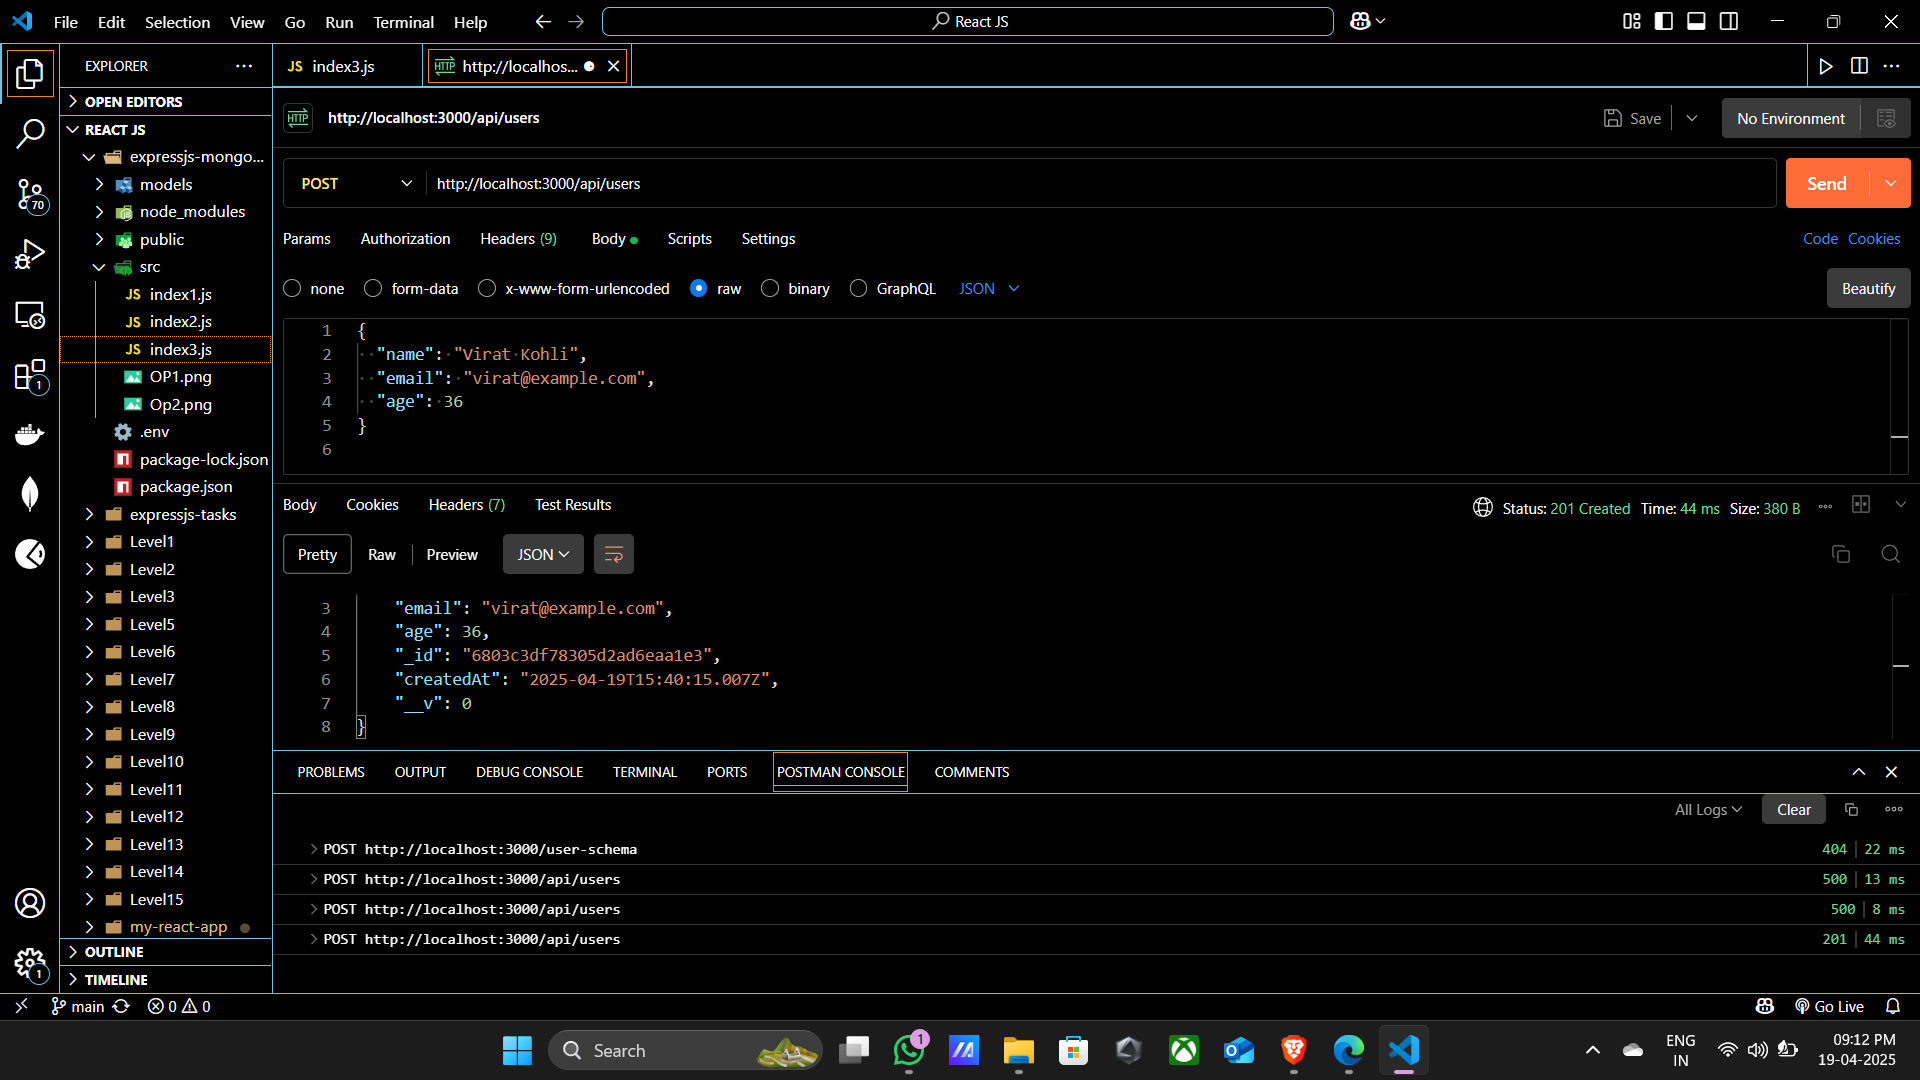 File Edit Selection View Go Run Terminal Help React JS
EXPLORER
JS index3.js HTTP http://localhos...
OPEN EDITORS
REACT JS
expressjs-mongo...
models
node_modules
public
src
JS index1.js
JS index2.js
JS index3.js
OP1.png
Op2.png
.env
package-lock.json
package.json
expressjs-tasks
Level1
Level2
Level3
Level5
Level6
Level7
Level8
Level9
Level10
Level11
Level12
Level13
Level14
Level15
my-react-app
OUTLINE
TIMELINE
70
1
1
HTTP http://localhost:3000/api/users Save No Environment
POST http://localhost:3000/api/users Send
Params Authorization Headers (9) Body Scripts Settings Code Cookies
none form-data x-www-form-urlencoded raw binary GraphQL JSON Beautify
1 {
2 "name": "Virat Kohli",
3 "email": "virat@example.com",
4 "age": 36
5 }
6
Body Cookies Headers (7) Test Results Status: 201 Created Time: 44 ms Size: 380 B
Pretty Raw Preview JSON
3 "email": "virat@example.com",
4 "age": 36,
5 "_id": "6803c3df78305d2ad6eaa1e3",
6 "createdAt": "2025-04-19T15:40:15.007Z",
7 "__v": 0
8 }
PROBLEMS OUTPUT DEBUG CONSOLE TERMINAL PORTS POSTMAN CONSOLE COMMENTS
All Logs Clear
POST http://localhost:3000/user-schema 404 22 ms
POST http://localhost:3000/api/users 500 13 ms
POST http://localhost:3000/api/users 500 8 ms
POST http://localhost:3000/api/users 201 44 ms
main 0 0 Go Live
Search 1 ENG
IN
09:12 PM
19-04-2025